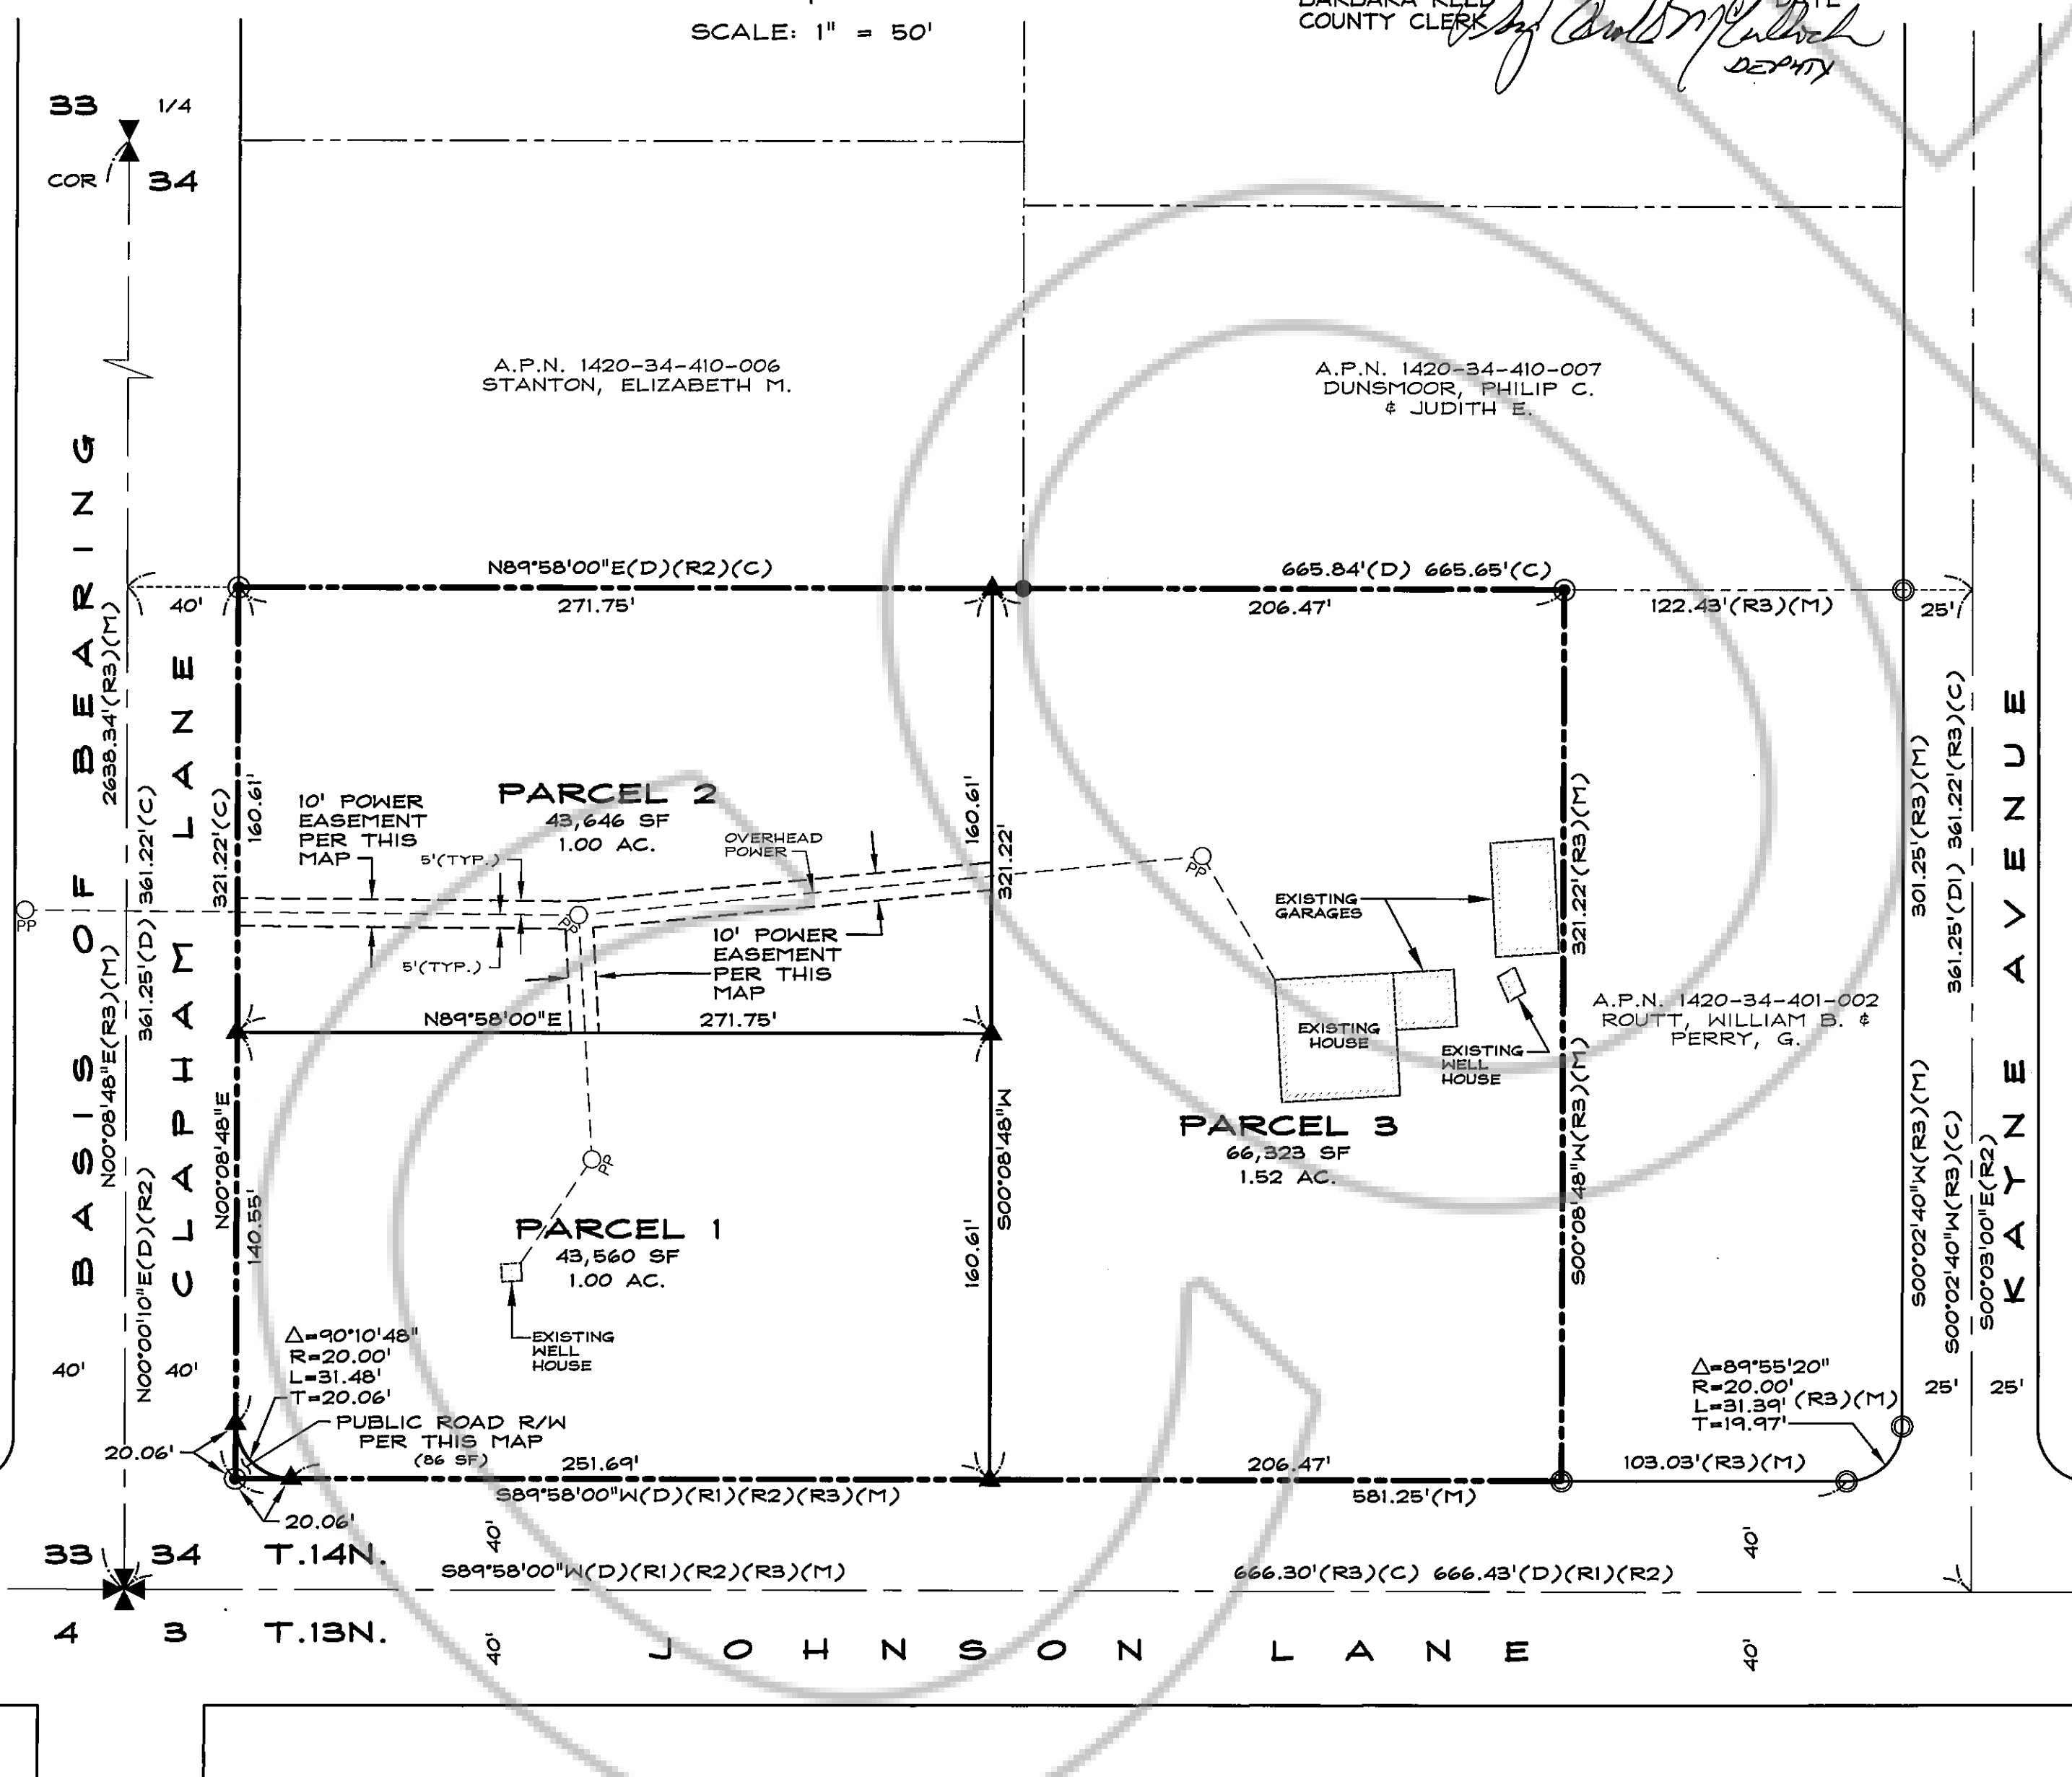 SCALE: 1" = 50'
COUNTY CLERK
DEPUTY
33 1/4
COR 34
A.P.N. 1420-34-410-006
STANTON, ELIZABETH M.
A.P.N. 1420-34-410-007
DUNSMOOR, PHILIP C.
& JUDITH E.
N89°58'00"E(D)(R2)(C)
665.84'(D) 665.65'(C)
40'
271.75'
206.47'
122.43'(R3)(M)
25'
BASIS OF BEARING
N00°08'48"E(R3)(M)
2638.34'(R3)(M)
N00°00'10"E(D)(R2)
361.25'(D) 361.22'(C)
CLAPHAM LANE
N00°08'48"E
321.22'(C)
160.61'
140.55'
PARCEL 2
43,646 SF
1.00 AC.
10' POWER
EASEMENT
PER THIS
MAP
5'(TYP.)
OVERHEAD
POWER
PP
PP
PP
5'(TYP.)
10' POWER
EASEMENT
PER THIS
MAP
160.61'
321.22'
N89°58'00"E
271.75'
EXISTING
GARAGES
EXISTING
HOUSE
EXISTING
WELL
HOUSE
321.22'(R3)(M)
S00°08'48"W(R3)(M)
A.P.N. 1420-34-401-002
ROUTT, WILLIAM B. &
PERRY, G.
301.25'(R3)(M)
S00°02'40"W(R3)(M)
361.25'(D1) 361.22'(R3)(C)
S00°02'40"W(R3)(C)
S00°03'00"E(R2)
KAYNE AVENUE
PARCEL 3
66,323 SF
1.52 AC.
S00°08'48"W
160.61'
PP
PARCEL 1
43,560 SF
1.00 AC.
EXISTING
WELL
HOUSE
40' 40'
Δ=90°10'48"
R=20.00'
L=31.48'
T=20.06'
PUBLIC ROAD R/W
PER THIS MAP
(86 SF)
20.06'
20.06'
Δ=89°55'20"
R=20.00'
L=31.39' (R3)(M)
T=19.97'
25' 25'
251.69'
206.47'
103.03'(R3)(M)
S89°58'00"W(D)(R1)(R2)(R3)(M)
581.25'(M)
40'
40'
33 34 T.14N.
S89°58'00"W(D)(R1)(R2)(R3)(M)
666.30'(R3)(C) 666.43'(D)(R1)(R2)
4 3 T.13N.
40'
JOHNSON LANE
40'